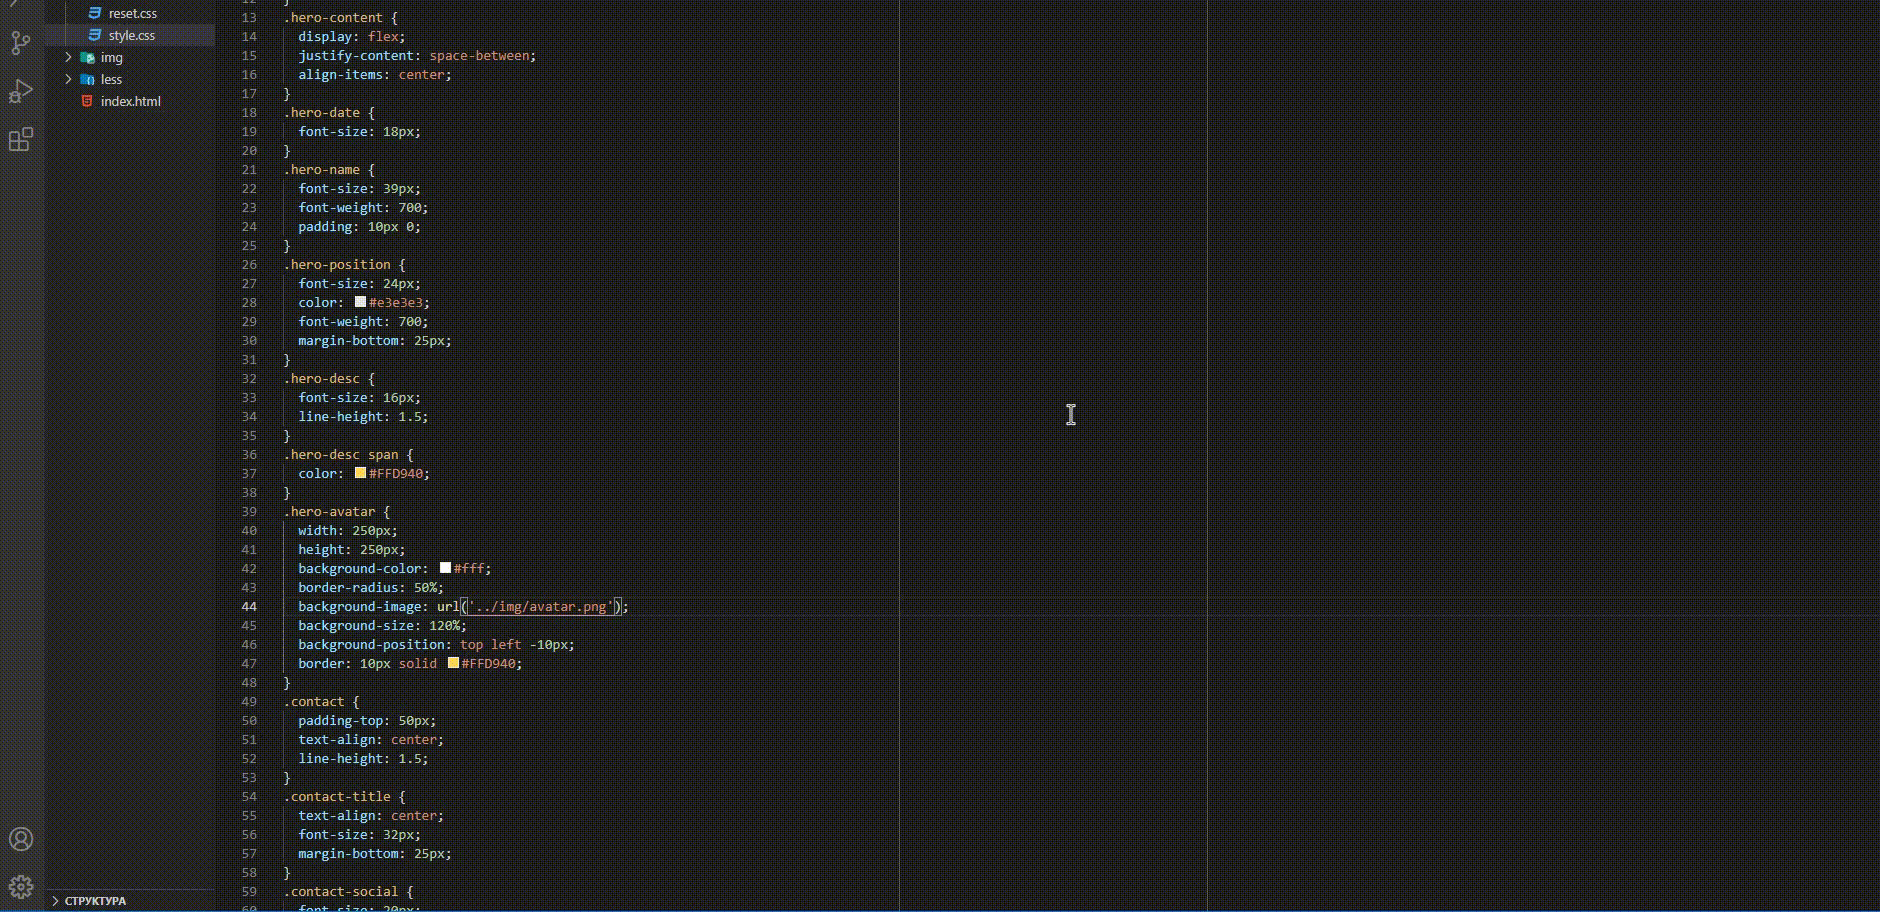 reset.css
style.css
img
less
index.html
СТРУКТУРА
12 }
13 .hero-content {
14 display: flex;
15 justify-content: space-between;
16 align-items: center;
17 }
18 .hero-date {
19 font-size: 18px;
20 }
21 .hero-name {
22 font-size: 39px;
23 font-weight: 700;
24 padding: 10px 0;
25 }
26 .hero-position {
27 font-size: 24px;
28 color: #e3e3e3;
29 font-weight: 700;
30 margin-bottom: 25px;
31 }
32 .hero-desc {
33 font-size: 16px;
34 line-height: 1.5;
35 }
36 .hero-desc span {
37 color: #FFD940;
38 }
39 .hero-avatar {
40 width: 250px;
41 height: 250px;
42 background-color: #fff;
43 border-radius: 50%;
44 background-image: url('../img/avatar.png');
45 background-size: 120%;
46 background-position: top left -10px;
47 border: 10px solid #FFD940;
48 }
49 .contact {
50 padding-top: 50px;
51 text-align: center;
52 line-height: 1.5;
53 }
54 .contact-title {
55 text-align: center;
56 font-size: 32px;
57 margin-bottom: 25px;
58 }
59 .contact-social {
60 font-size: 20px;